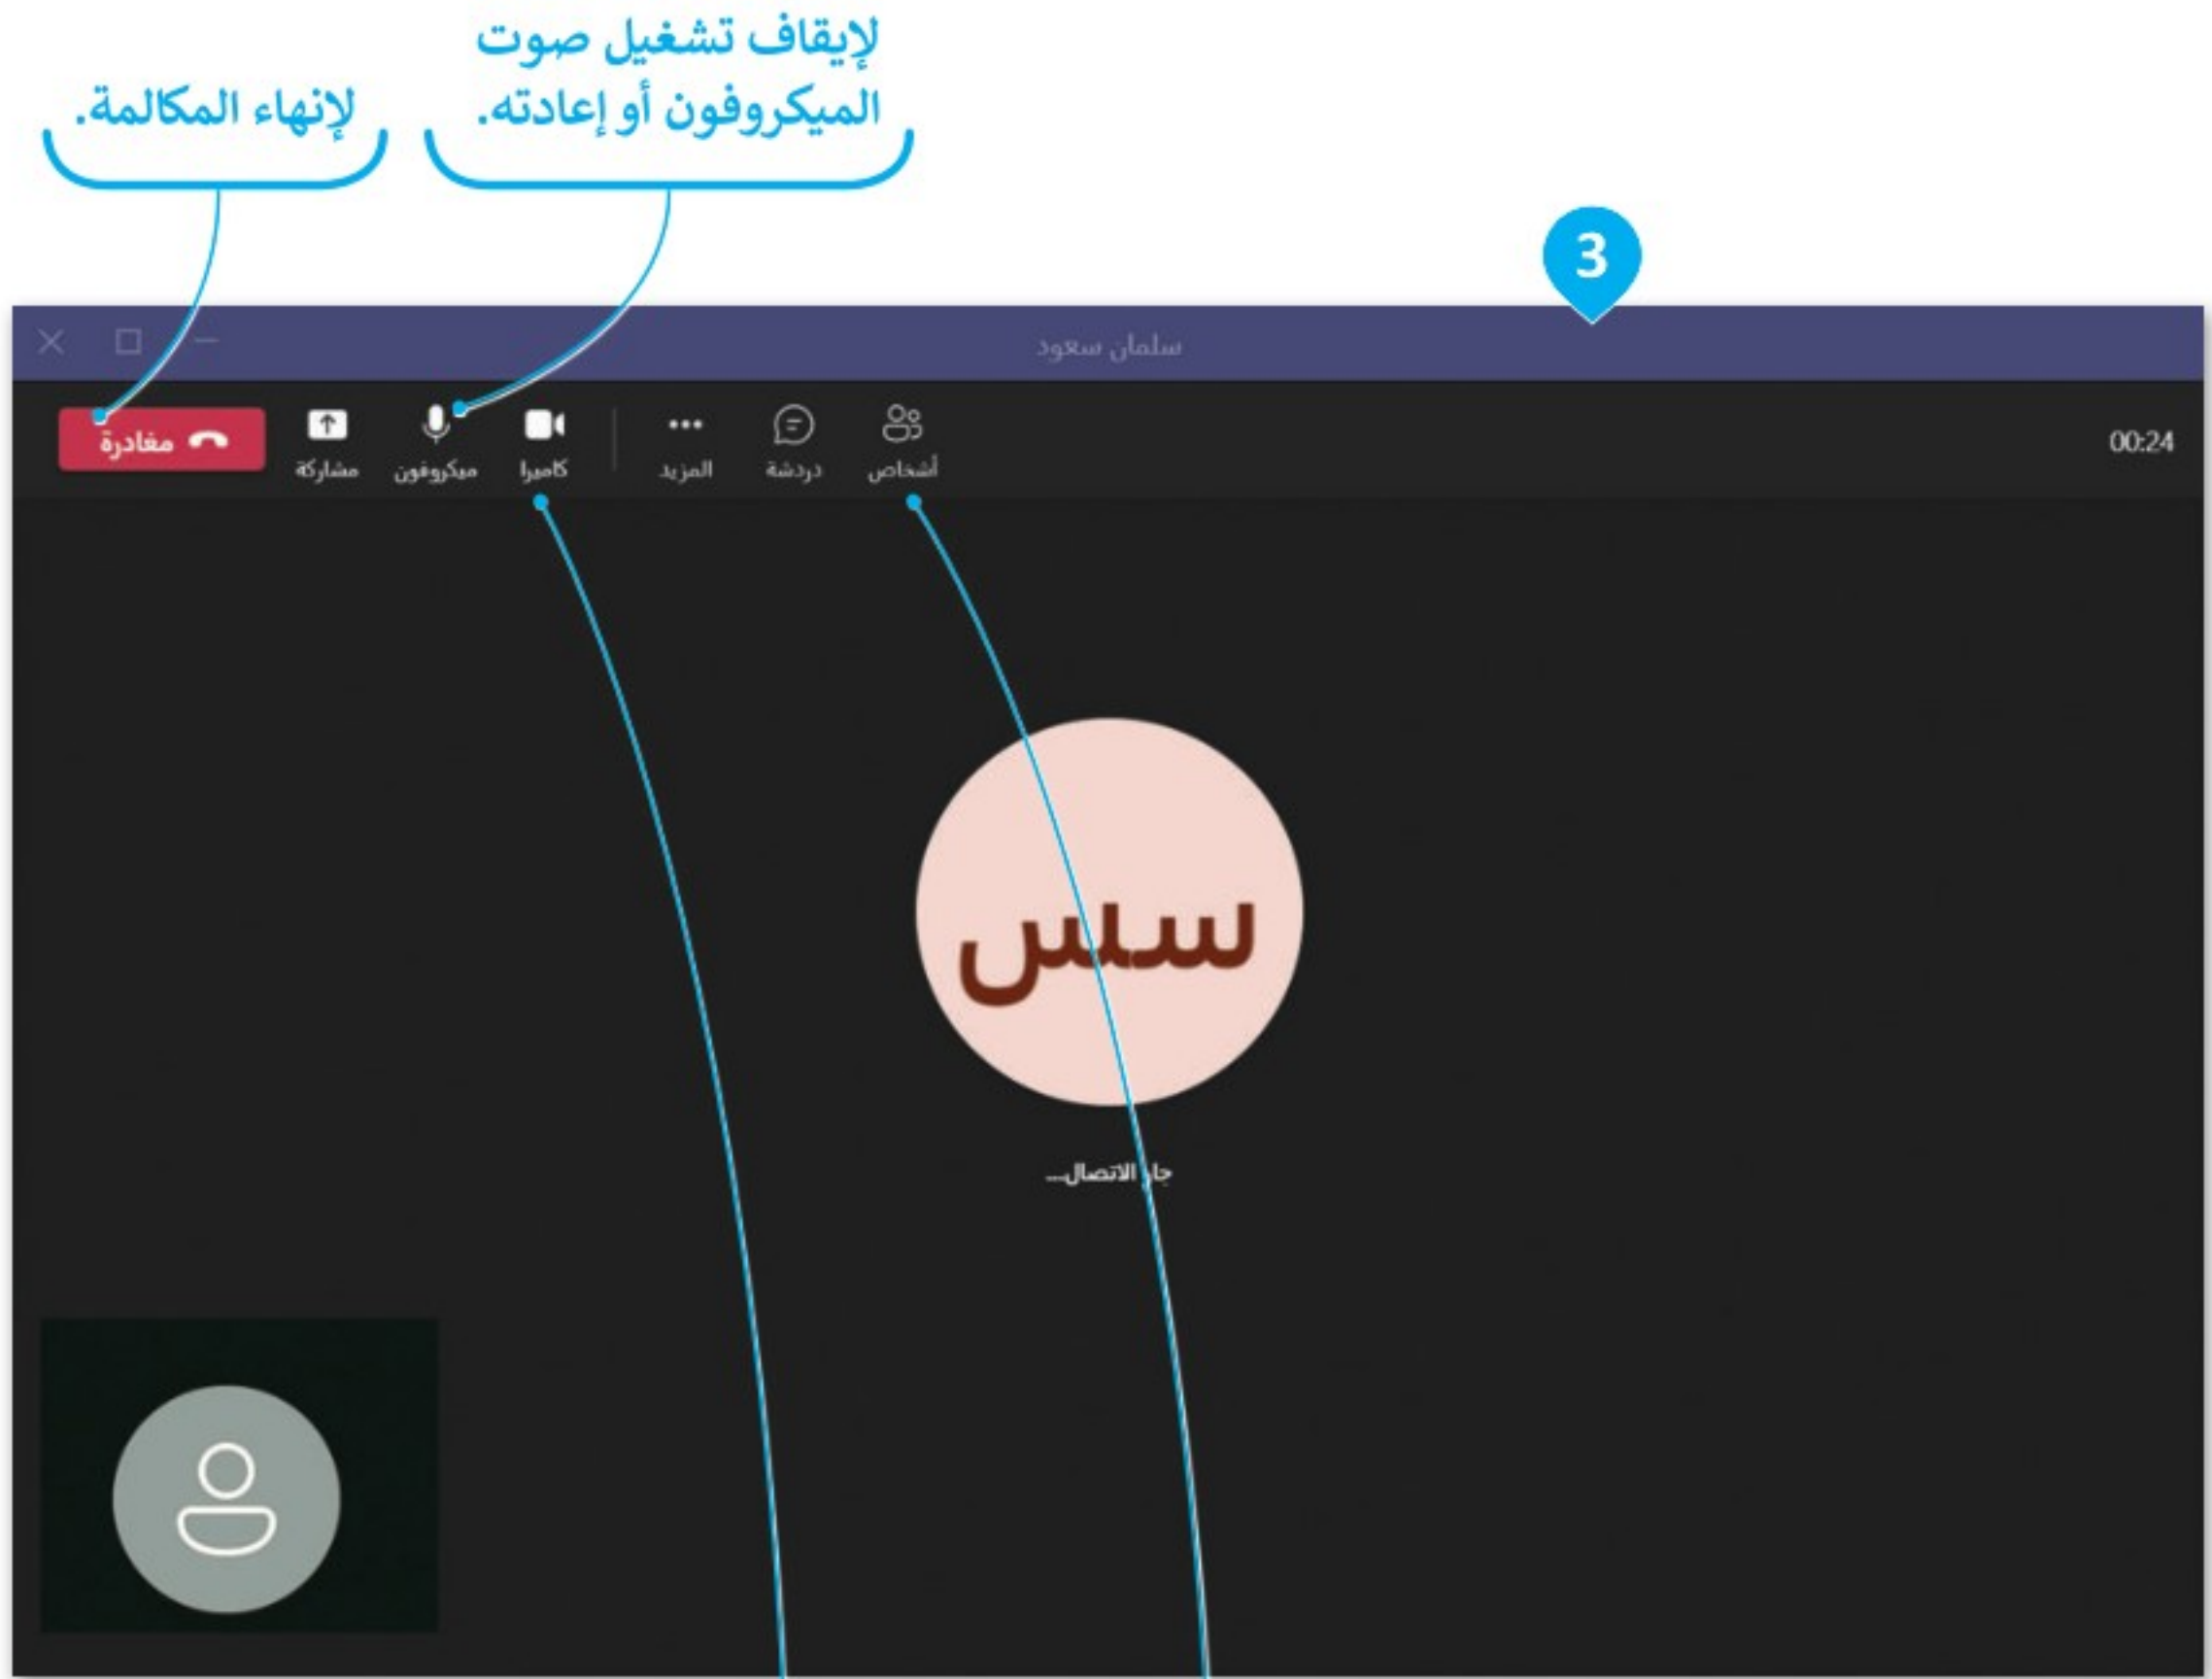 لإيقاف تشغيل صوت
الميكروفون أو إعادته.
لإنهاء المكالمة.
3
سلمان سعود
00:24
أشخاص
دردشة
المزيد
كاميرا
ميكروفون
مشاركة
مغادرة
سس
جارٍ الاتصال...